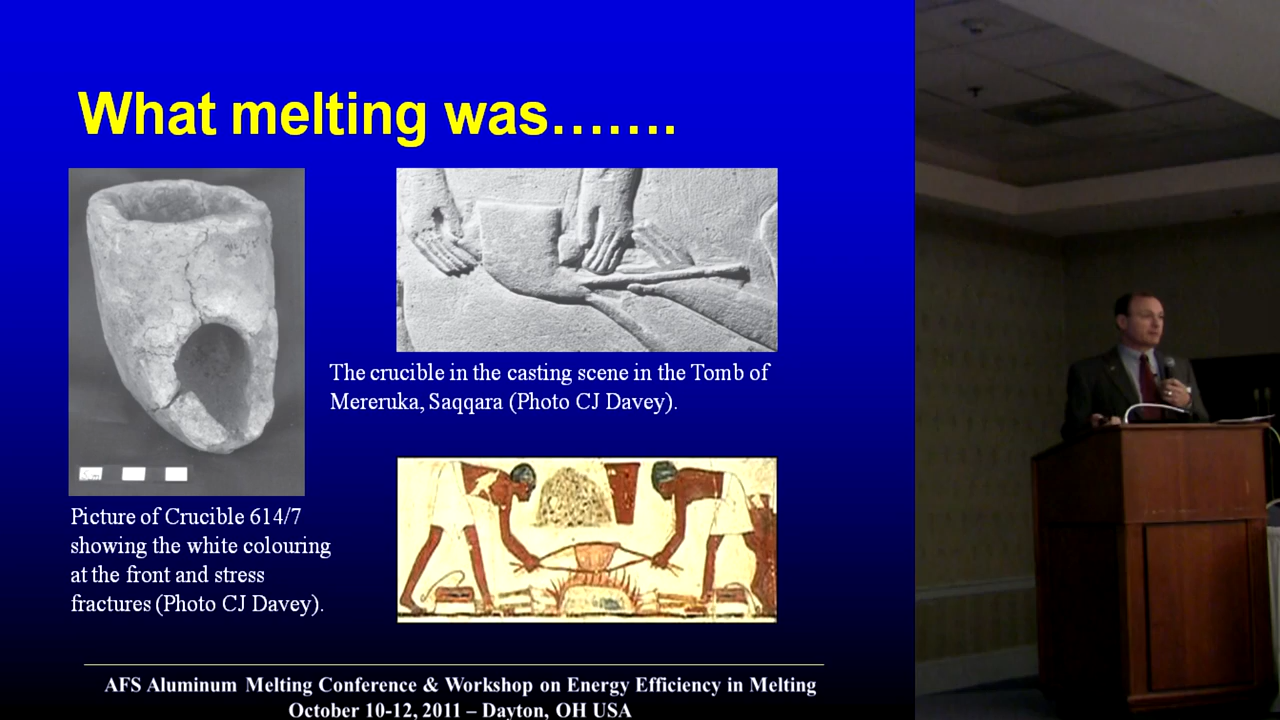 What melting was.......
The crucible in the casting scene in the Tomb of
Mereruka, Saqqara (Photo CJ Davey).
Picture of Crucible 614/7
showing the white colouring
at the front and stress
fractures (Photo CJ Davey).
AFS Aluminum Melting Conference & Workshop on Energy Efficiency in Melting
October 10-12, 2011 – Dayton, OH USA